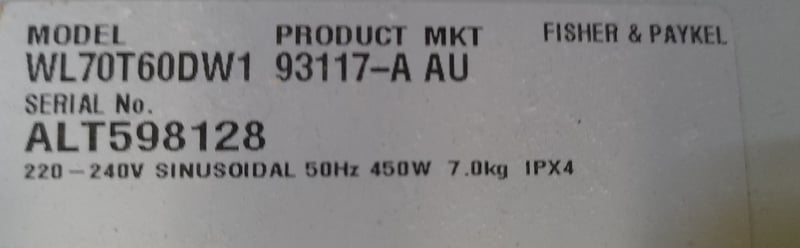 MODEL PRODUCT MKT FISHER & PAYKEL
WL70T60DW1 93117-A AU
SERIAL No.
ALT598128
220-240V SINUSOIDAL 50Hz 450W 7.0kg IPX4